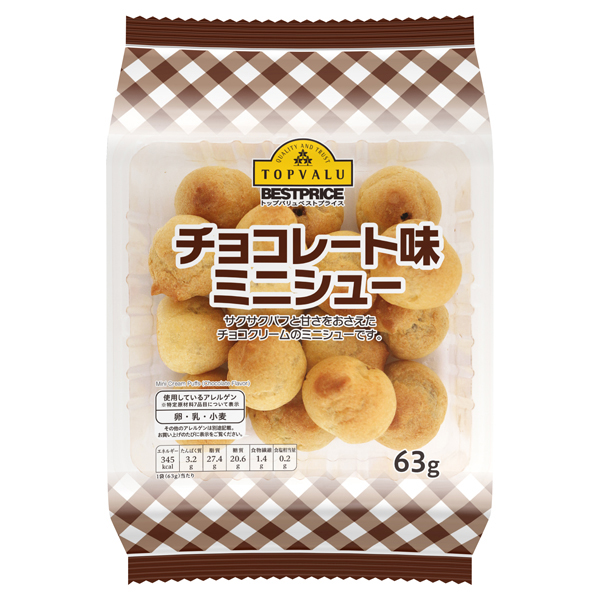 QUALITY AND TRUST
TOPVALU
BESTPRICE
トップバリュベストプライス
チョコレート味
ミニシュー
サクサクパフと甘さをおさえた
チョコクリームのミニシューです。
Mini Cream Puffs (Chocolate Flavor)
使用しているアレルゲン
※特定原材料7品目について表示
卵・乳・小麦
その他のアレルゲンは別途記載。
お買い上げのたびに表示をご覧ください。
エネルギー たんぱく質 脂質 糖質 食物繊維 食塩相当量
345 kcal 3.2 g 27.4 g 20.6 g 1.4 g 0.2 g
1袋(63g)当たり
63g